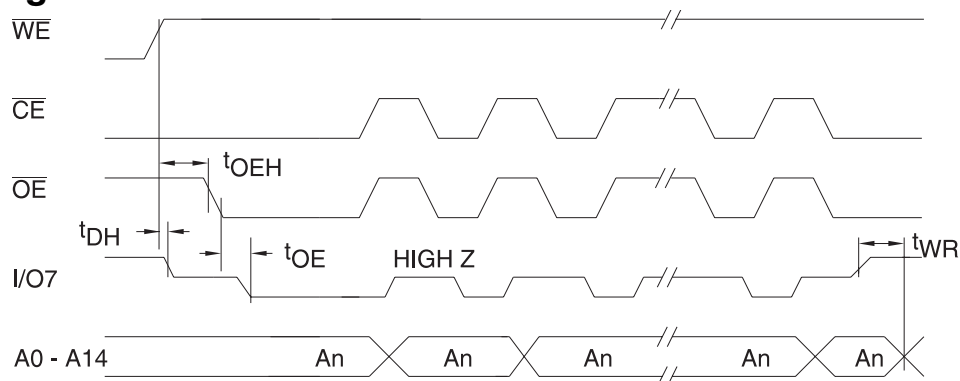 WE
CE
tOEH
OE
tDH
tOE
HIGH Z
tWR
I/O7
A0 - A14
An
An
An
An
An